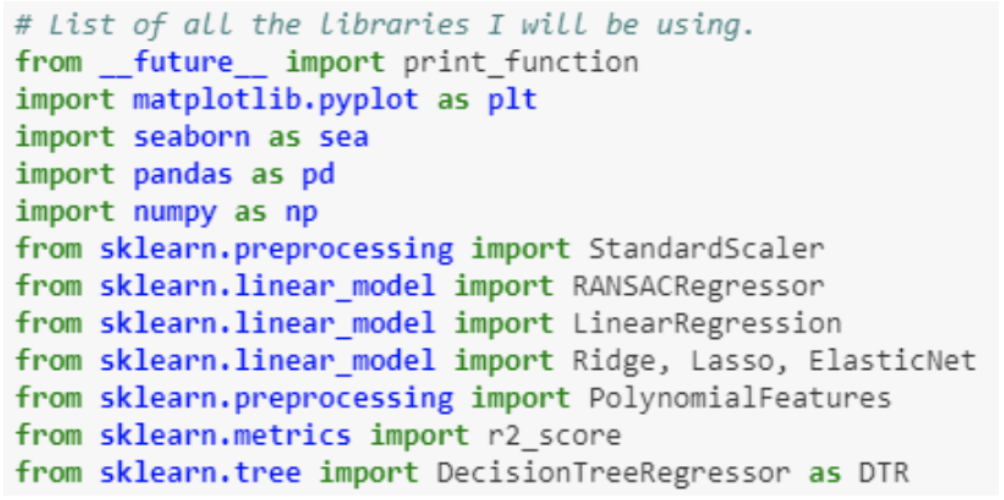 # List of all the libraries I will be using.
from __future__ import print_function
import matplotlib.pyplot as plt
import seaborn as sea
import pandas as pd
import numpy as np
from sklearn.preprocessing import StandardScaler
from sklearn.linear_model import RANSACRegressor
from sklearn.linear_model import LinearRegression
from sklearn.linear_model import Ridge, Lasso, ElasticNet
from sklearn.preprocessing import PolynomialFeatures
from sklearn.metrics import r2_score
from sklearn.tree import DecisionTreeRegressor as DTR